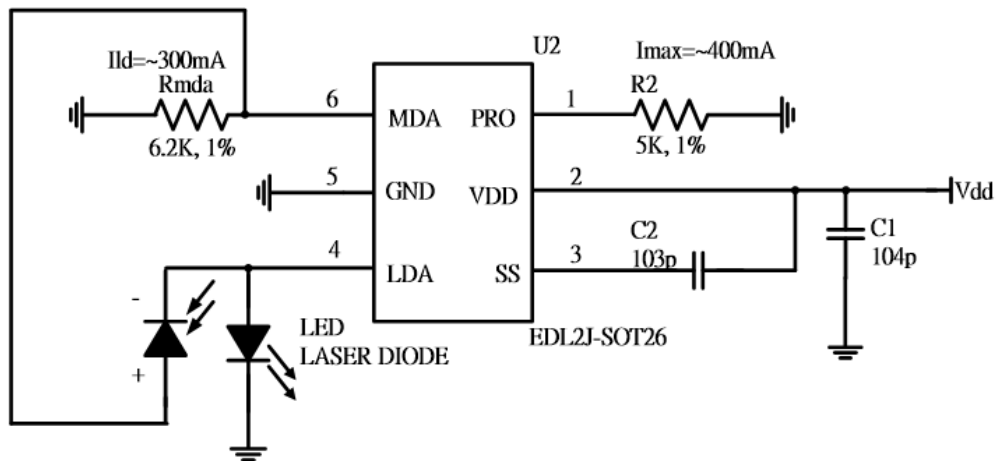 U2
Ild=~300mA
Imax=~400mA
Rmda
R2
6
1
MDA
PRO
6.2K, 1%
5K, 1%
5
2
GND
VDD
Vdd
C2
C1
4
3
103p
104p
LDA
SS
-
LED
EDL2J-SOT26
LASER DIODE
+